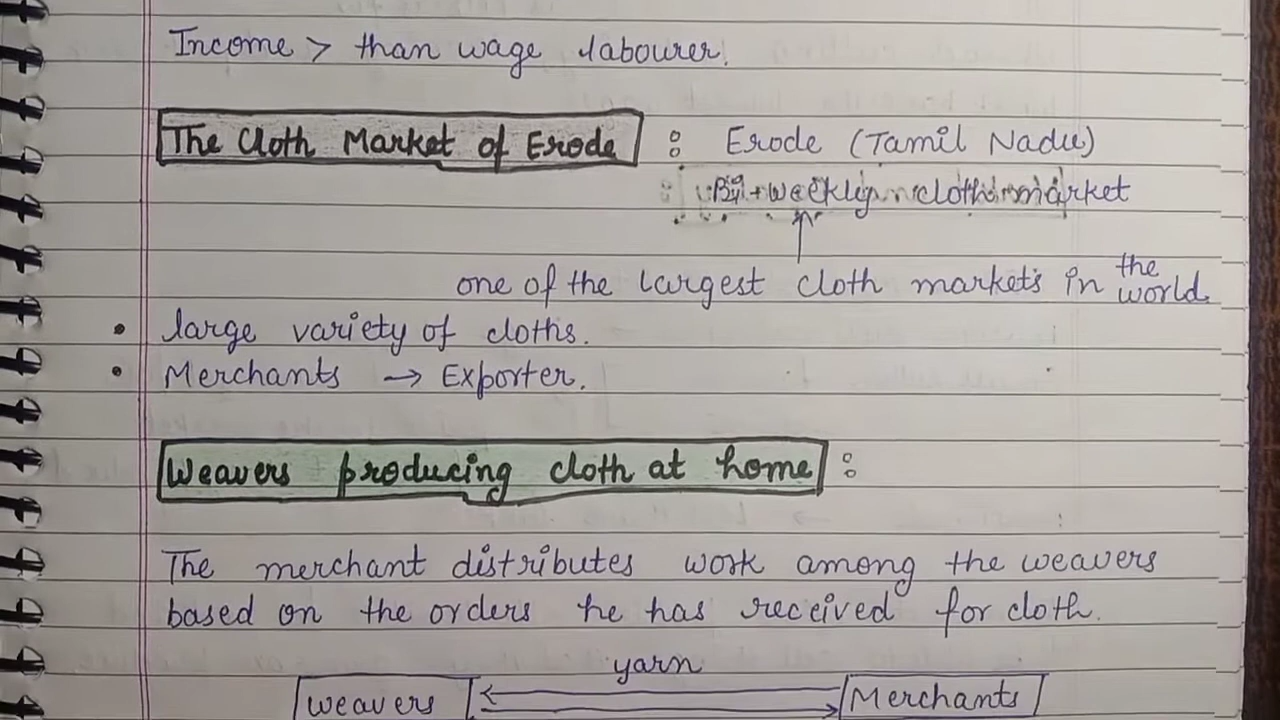 Income > than wage labourer.
The Cloth Market of Erode : Erode (Tamil Nadu)
weekly cloth market
one of the largest cloth markets in the world.
• large variety of cloths.
• Merchants → Exporter.
Weavers producing cloth at home :
The merchant distributes work among the weavers
based on the orders he has received for cloth.
yarn
Weavers Merchants